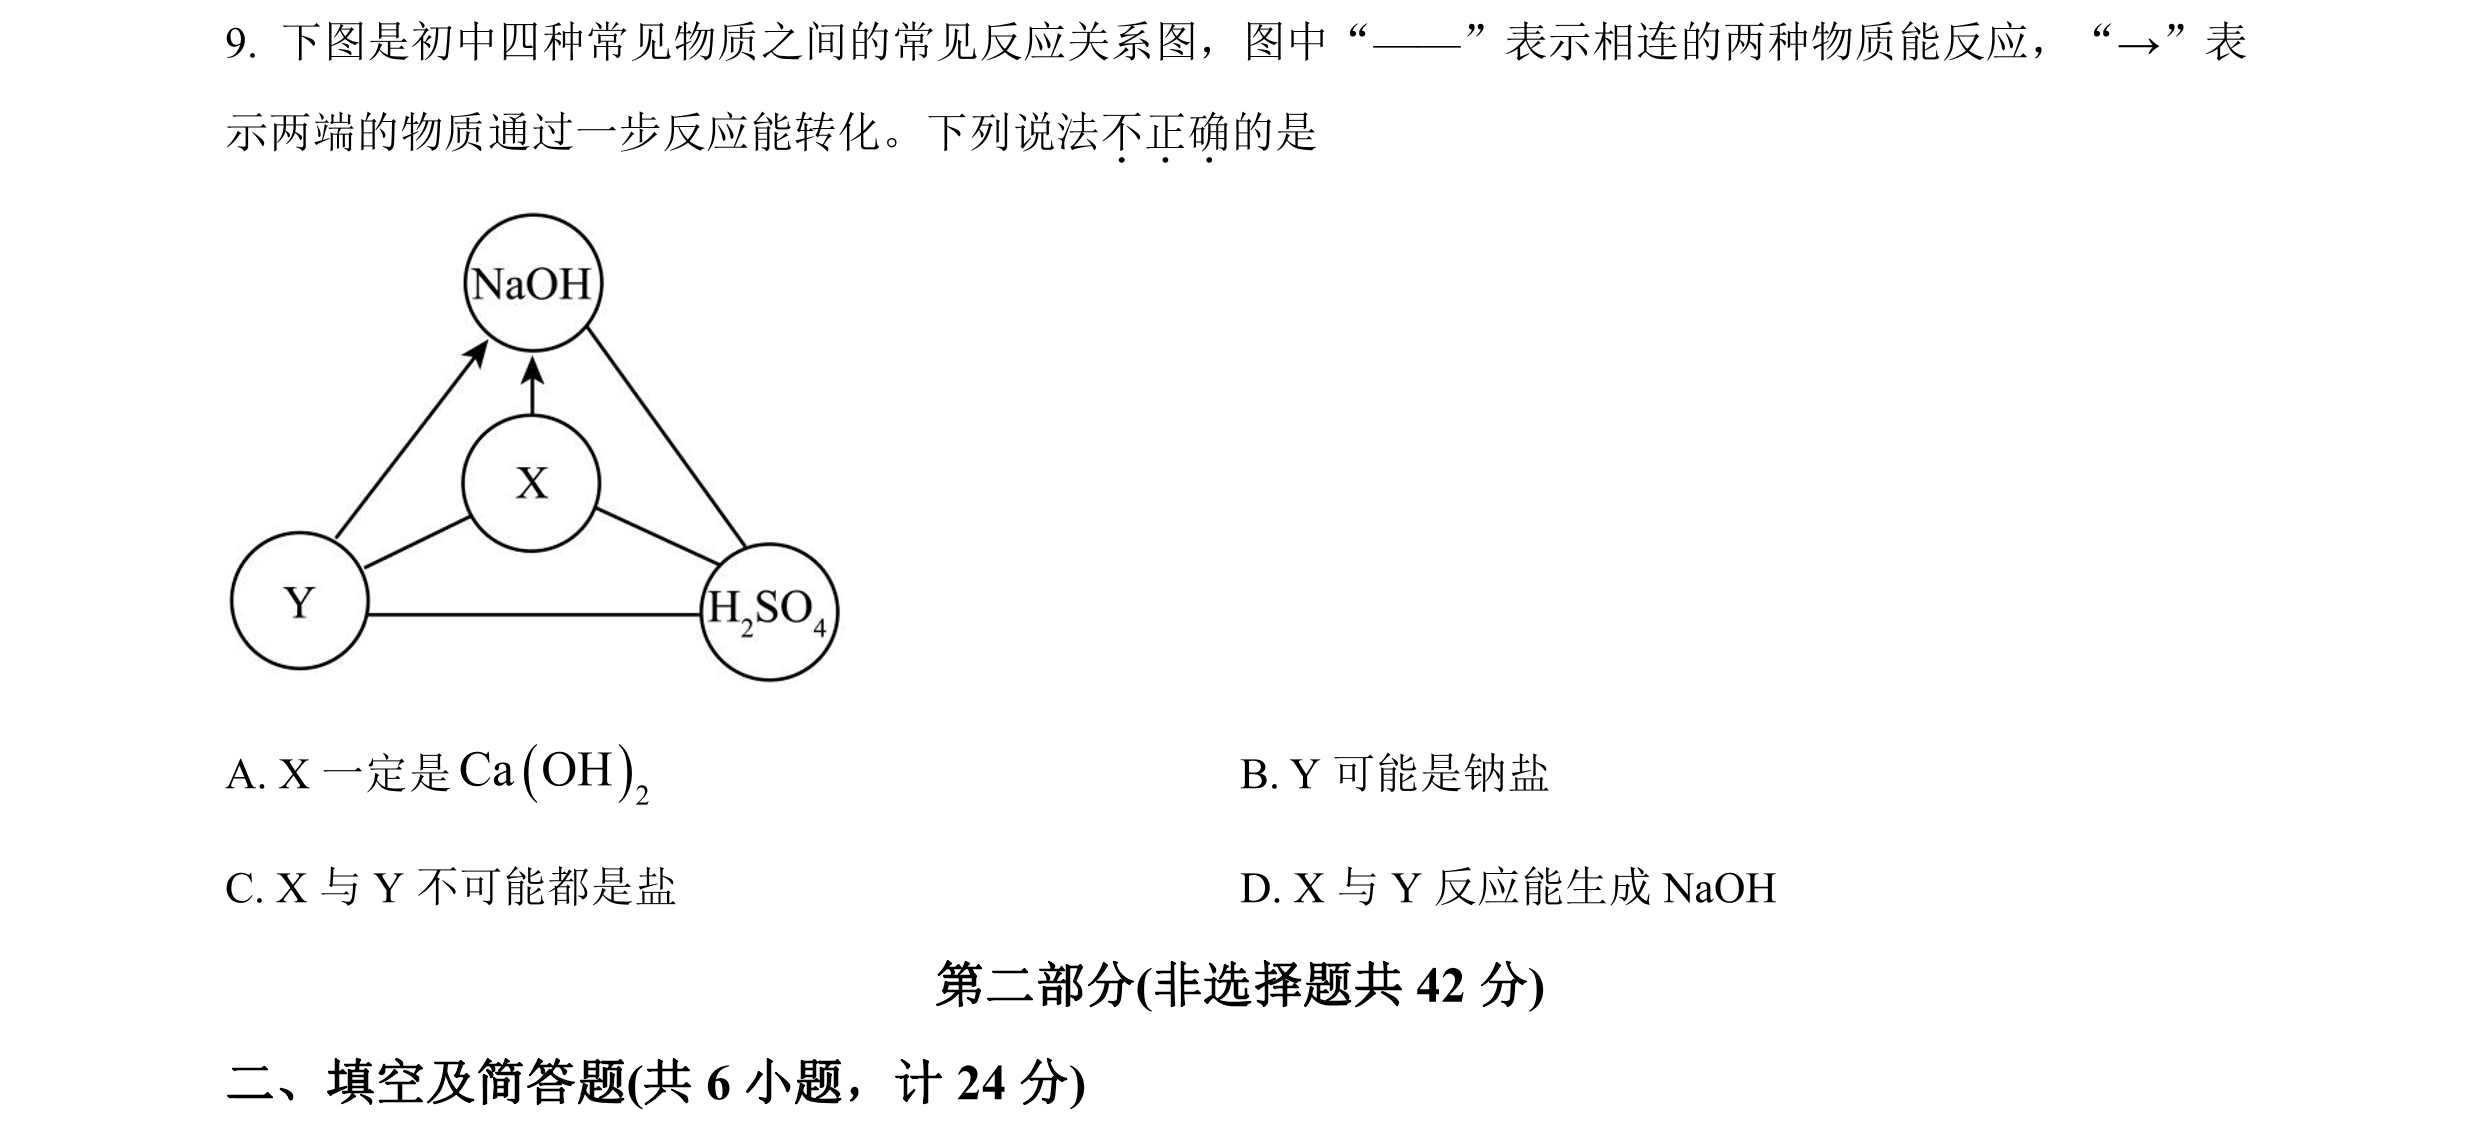 9. 下图是初中四种常见物质之间的常见反应关系图，图中“——”表示相连的两种物质能反应，“→”表
示两端的物质通过一步反应能转化。下列说法不正确的是
NaOH
X
Y
H₂SO₄
A. X 一定是Ca(OH)₂ B. Y 可能是钠盐
C. X 与 Y 不可能都是盐 D. X 与 Y 反应能生成 NaOH
第二部分(非选择题共 42 分)
二、填空及简答题(共 6 小题，计 24 分)